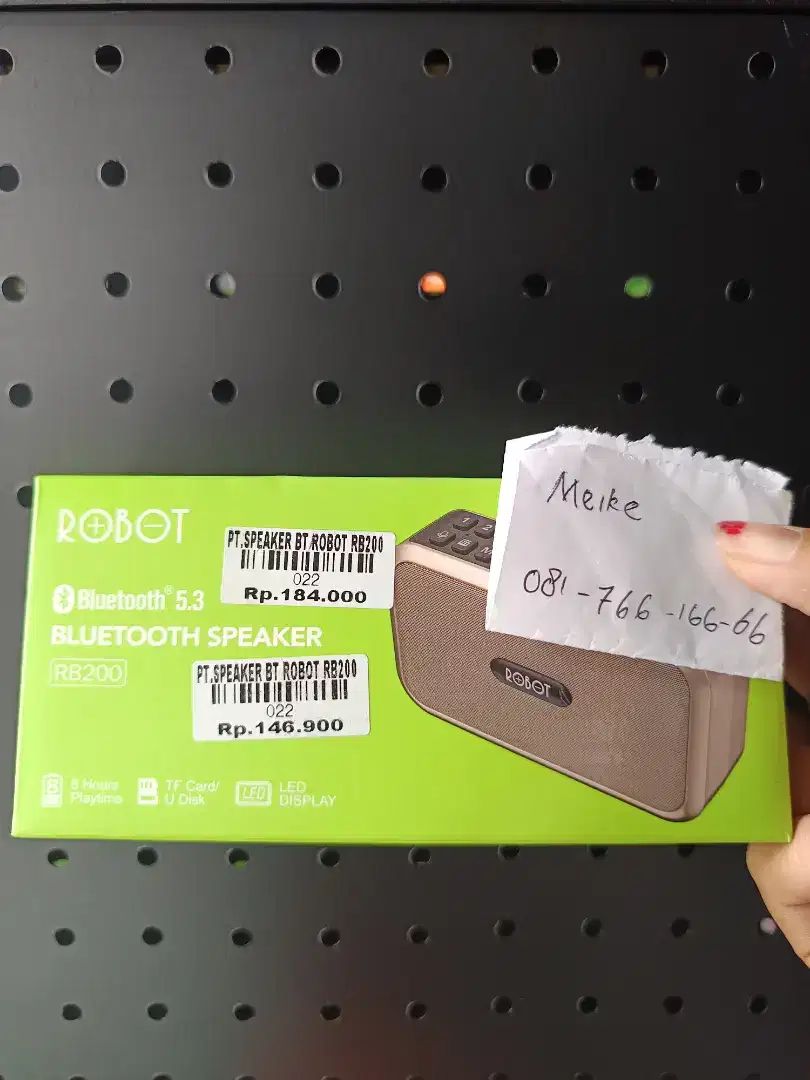 ROBOT
Bluetooth® 5.3
BLUETOOTH SPEAKER
RB200
PT.SPEAKER BT ROBOT RB200
022
Rp.184.000
PT.SPEAKER BT ROBOT RB200
022
Rp.146.900
8 Hours
Playtime
TF Card/
U Disk
LED
LED
DISPLAY
1 2
M
ROBOT
Meike
081-766-166-66